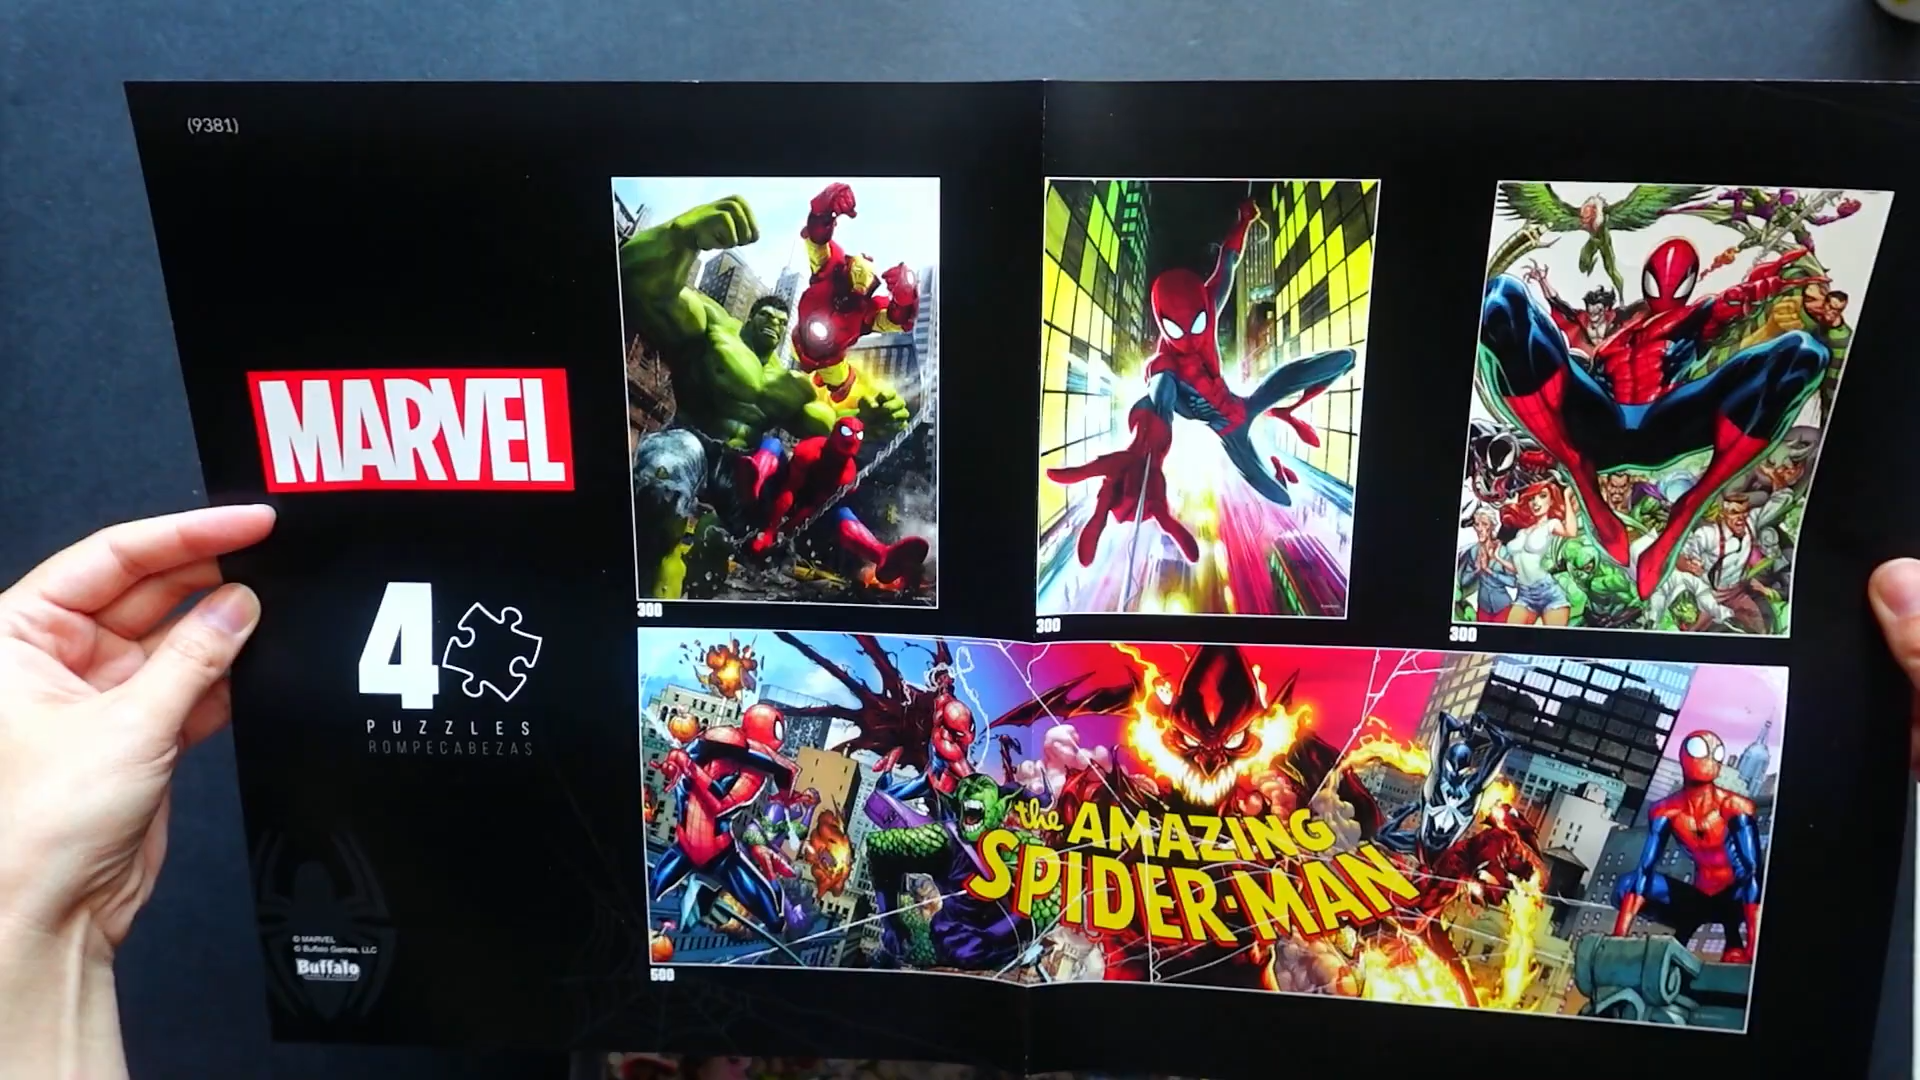 (9381)
MARVEL
4
PUZZLES
ROMPECABEZAS
300
300
300
the AMAZING
SPIDER-MAN
500
© MARVEL
© Buffalo Games, LLC
Buffalo